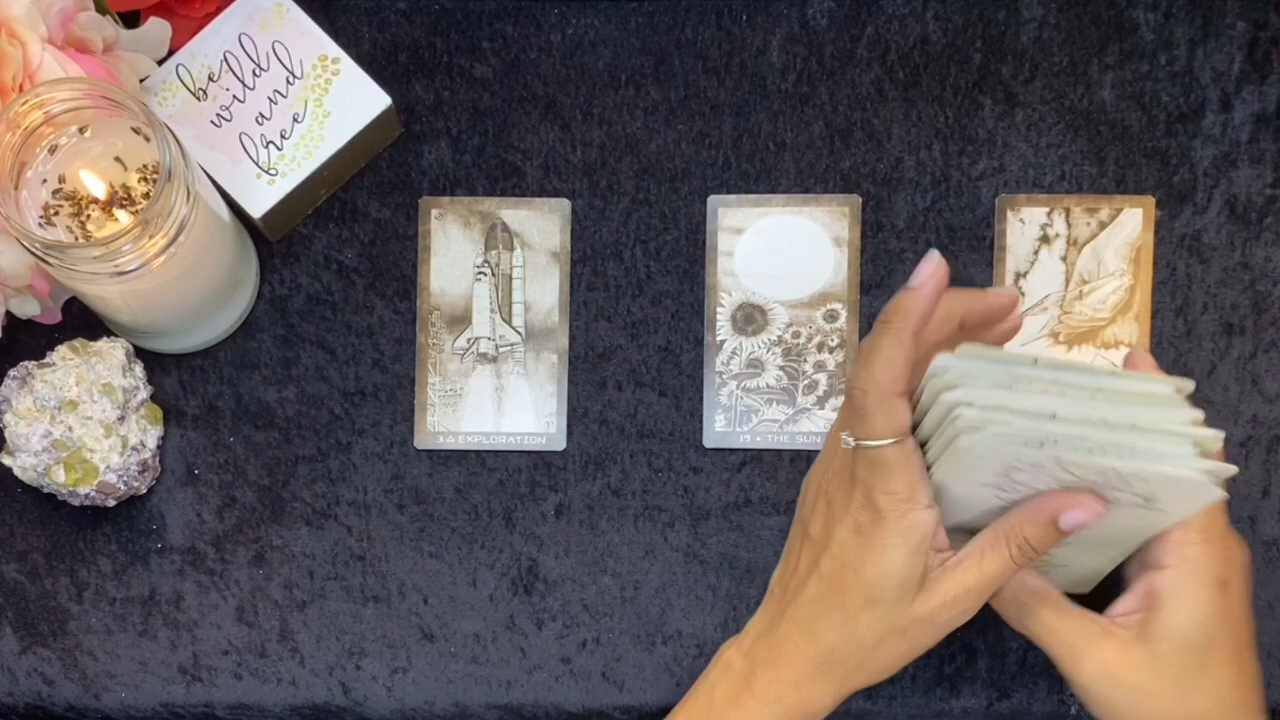 be
wild
and
free
3 △ EXPLORATION
19 • THE SUN